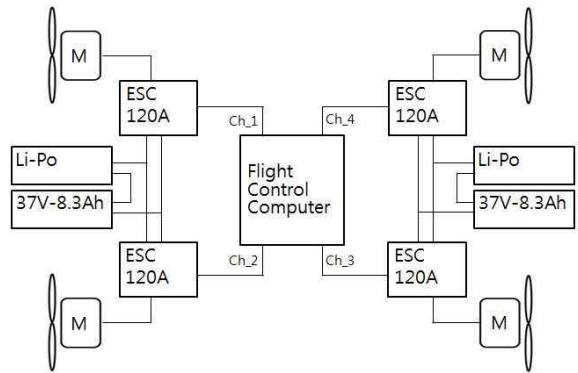 M
M
ESC
120A
ESC
120A
Ch_1
Ch_4
Li-Po
Flight
Control
Computer
Li-Po
37V-8.3Ah
37V-8.3Ah
ESC
120A
Ch_2
Ch_3
ESC
120A
M
M